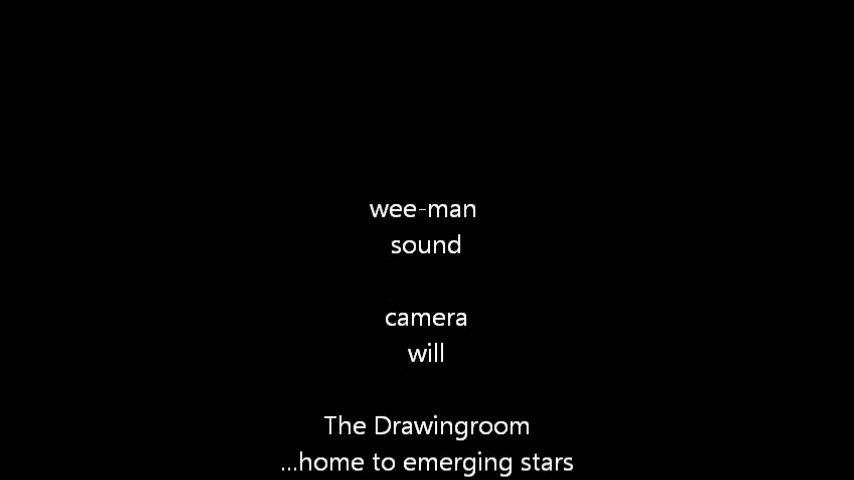 wee-man
sound
camera
will
The Drawingroom
...home to emerging stars